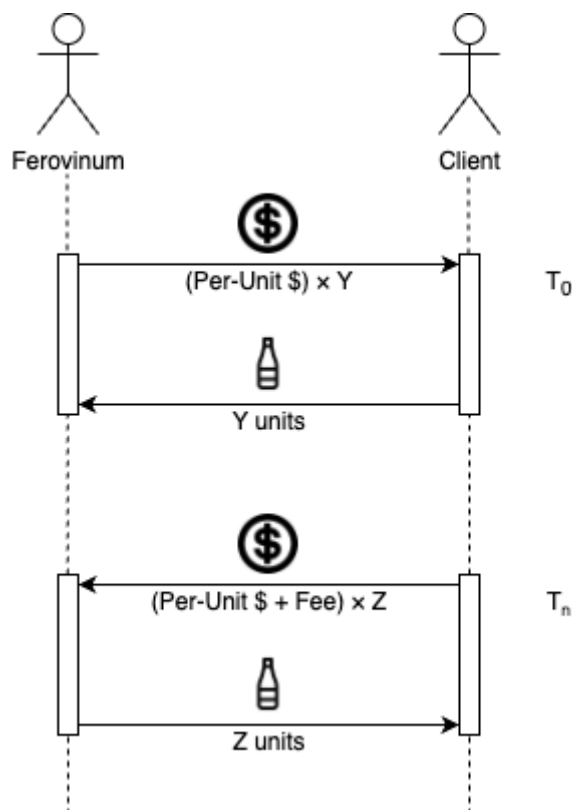 Ferovinum
Client
$
(Per-Unit $) × Y
T₀
Y units
$
(Per-Unit $ + Fee) × Z
Tₙ
Z units